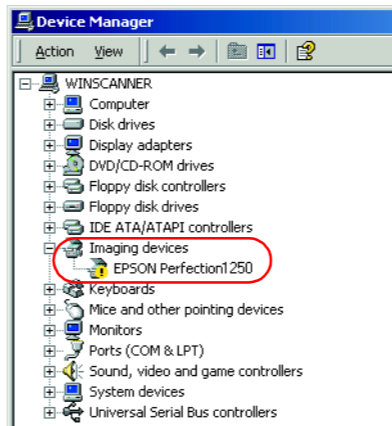 Device Manager
Action View
WINSCANNER
Computer
Disk drives
Display adapters
DVD/CD-ROM drives
Floppy disk controllers
Floppy disk drives
IDE ATA/ATAPI controllers
Imaging devices
EPSON Perfection1250
Keyboards
Mice and other pointing devices
Monitors
Ports (COM & LPT)
Sound, video and game controllers
System devices
Universal Serial Bus controllers